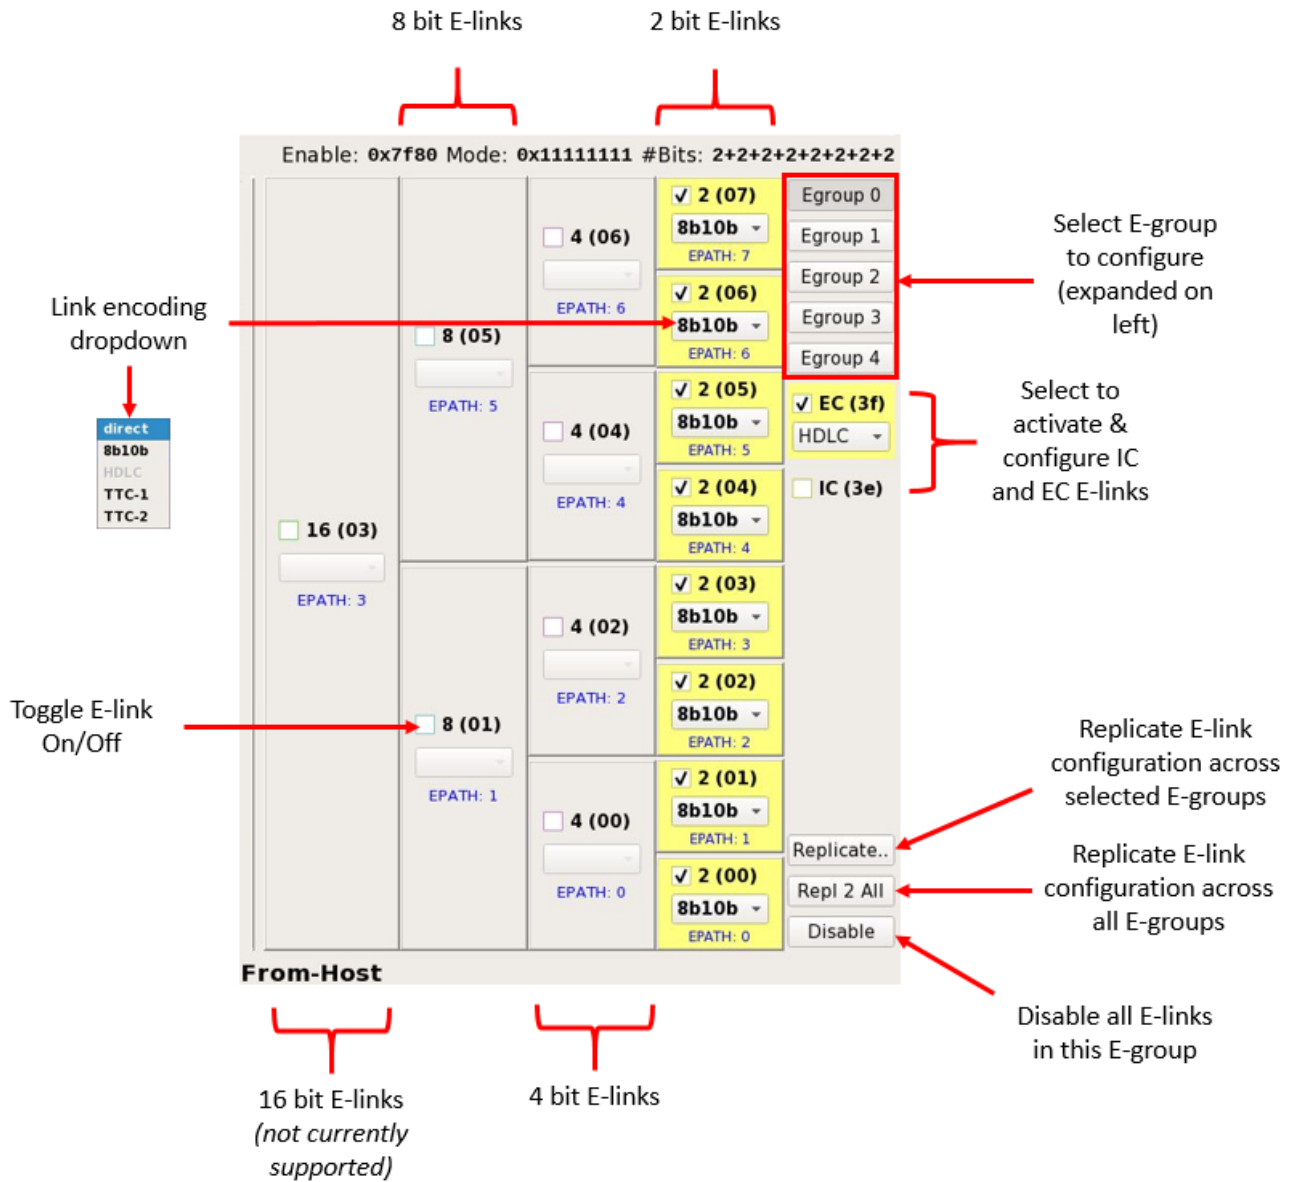 8 bit E-links
2 bit E-links
Enable: 0x7f80 Mode: 0x11111111 #Bits: 2+2+2+2+2+2+2+2
16 (03)
EPATH: 3
8 (05)
EPATH: 5
8 (01)
EPATH: 1
4 (06)
EPATH: 6
4 (04)
EPATH: 4
4 (02)
EPATH: 2
4 (00)
EPATH: 0
2 (07)
8b10b
EPATH: 7
2 (06)
8b10b
EPATH: 6
2 (05)
8b10b
EPATH: 5
2 (04)
8b10b
EPATH: 4
2 (03)
8b10b
EPATH: 3
2 (02)
8b10b
EPATH: 2
2 (01)
8b10b
EPATH: 1
2 (00)
8b10b
EPATH: 0
Egroup 0
Egroup 1
Egroup 2
Egroup 3
Egroup 4
EC (3f)
HDLC
IC (3e)
Replicate..
Repl 2 All
Disable
From-Host
Link encoding
dropdown
direct
8b10b
HDLC
TTC-1
TTC-2
Toggle E-link
On/Off
Select E-group
to configure
(expanded on
left)
Select to
activate &
configure IC
and EC E-links
Replicate E-link
configuration across
selected E-groups
Replicate E-link
configuration across
all E-groups
Disable all E-links
in this E-group
16 bit E-links
(not currently
supported)
4 bit E-links